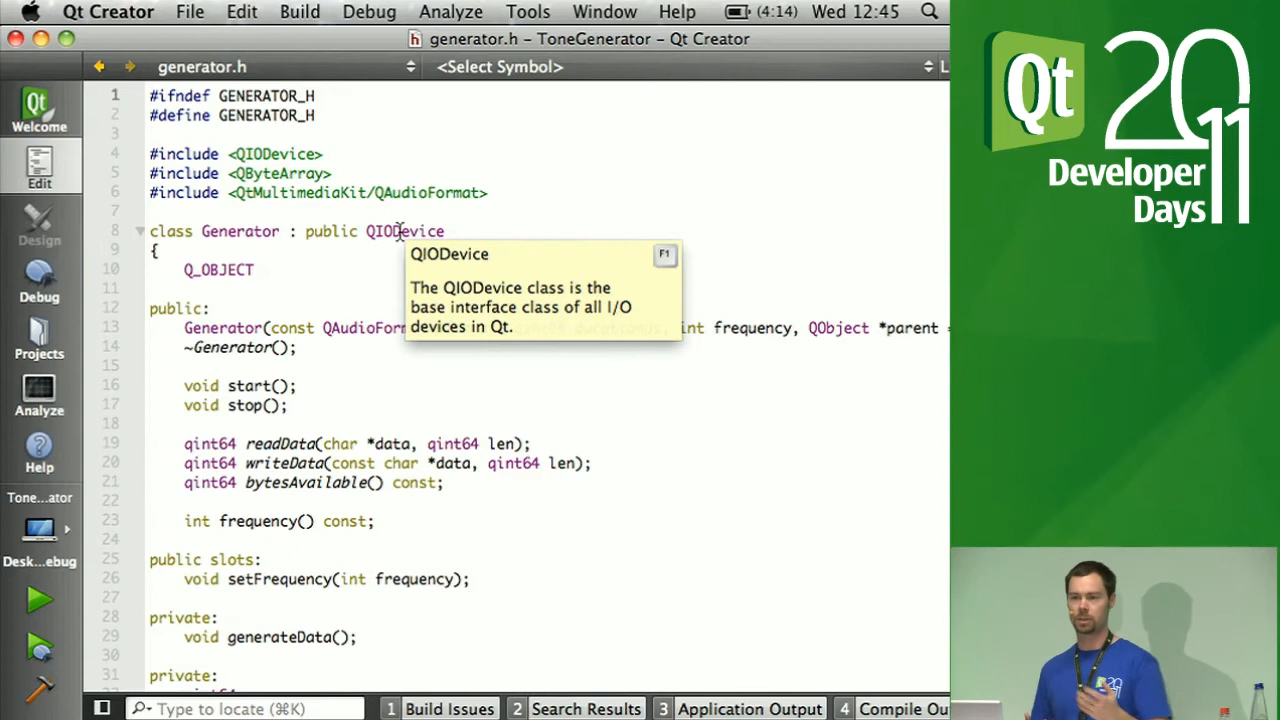 Qt Creator File Edit Build Debug Analyze Tools Window Help (4:14) Wed 12:45
generator.h - ToneGenerator - Qt Creator
generator.h <Select Symbol> L
Welcome
Edit
Design
Debug
Projects
Analyze
Help
Tone...ator
Desk...ebug
1 #ifndef GENERATOR_H
2 #define GENERATOR_H
3
4 #include <QIODevice>
5 #include <QByteArray>
6 #include <QtMultimediaKit/QAudioFormat>
7
8 class Generator : public QIODevice
9 {
10 Q_OBJECT
11
12 public:
13 Generator(const QAudioForm int frequency, QObject *parent =
14 ~Generator();
15
16 void start();
17 void stop();
18
19 qint64 readData(char *data, qint64 len);
20 qint64 writeData(const char *data, qint64 len);
21 qint64 bytesAvailable() const;
22
23 int frequency() const;
24
25 public slots:
26 void setFrequency(int frequency);
27
28 private:
29 void generateData();
30
31 private:
QIODevice F1
The QIODevice class is the
base interface class of all I/O
devices in Qt.
Type to locate (⌘K) 1 Build Issues 2 Search Results 3 Application Output 4 Compile Ou
Qt 2011
Developer
Days